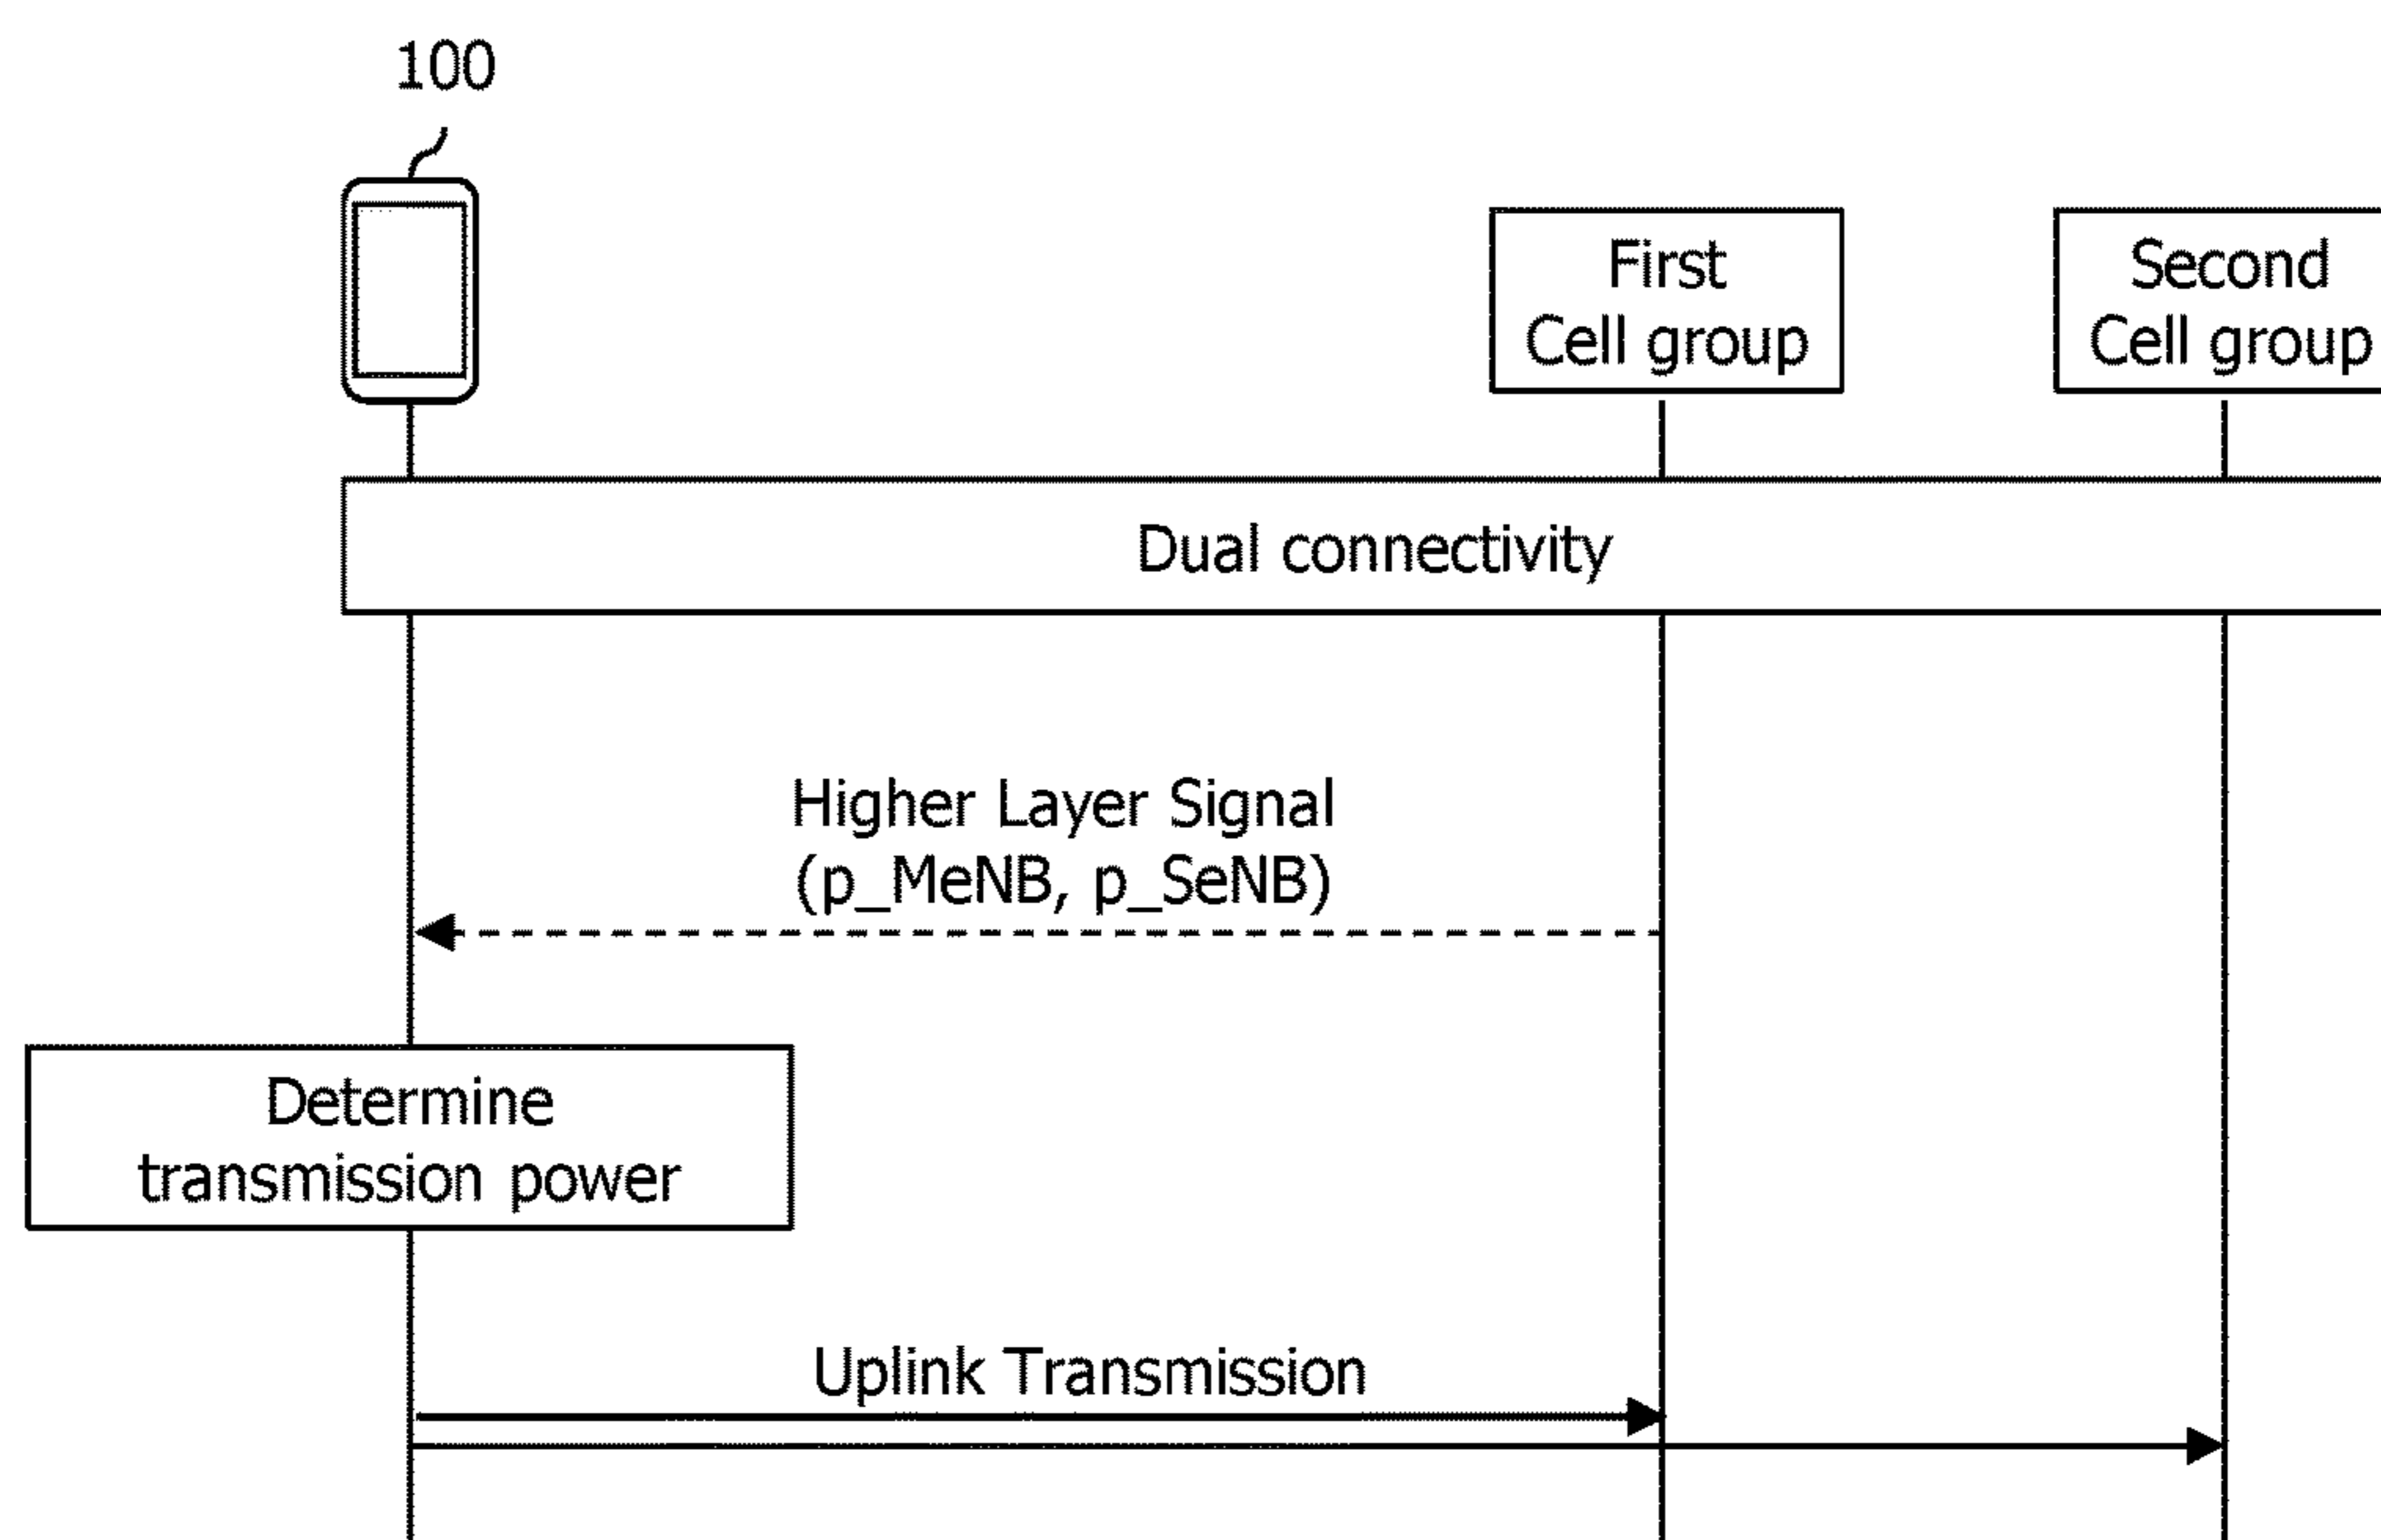 100
First
Cell group
Second
Cell group
Dual connectivity
Higher Layer Signal
(p_MeNB, p_SeNB)
Determine
transmission power
Uplink Transmission